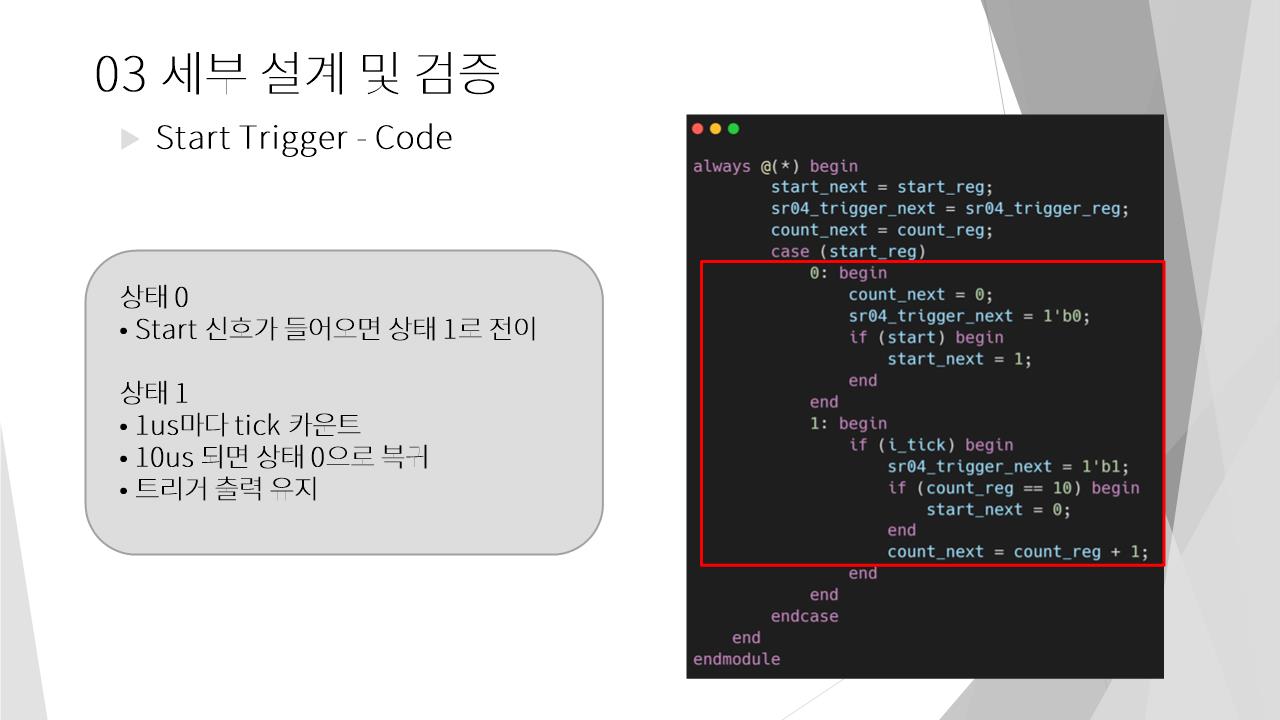 03 세부 설계 및 검증
Start Trigger - Code
상태 0
• Start 신호가 들어으면 상태 1로 전이
상태 1
• 1us마다 tick 카운트
• 10us 되면 상태 0으로 복귀
• 트리거 출력 유지
always @(*) begin
start_next = start_reg;
sr04_trigger_next = sr04_trigger_reg;
count_next = count_reg;
case (start_reg)
0: begin
count_next = 0;
sr04_trigger_next = 1'b0;
if (start) begin
start_next = 1;
end
end
1: begin
if (i_tick) begin
sr04_trigger_next = 1'b1;
if (count_reg == 10) begin
start_next = 0;
end
count_next = count_reg + 1;
end
end
endcase
end
endmodule